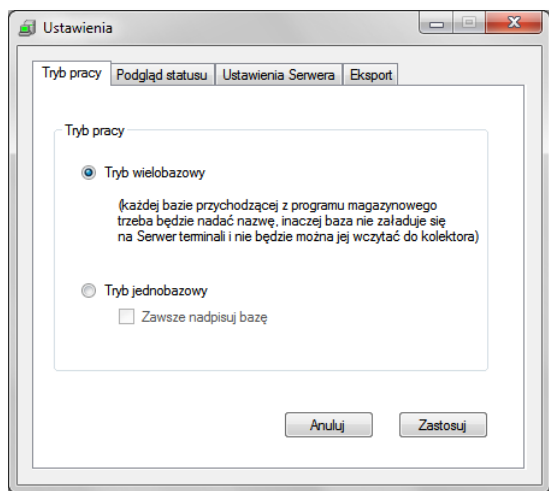 Ustawienia
Tryb pracy Podgląd statusu Ustawienia Serwera Eksport
Tryb pracy
Tryb wielobazowy
(każdej bazie przychodzącej z programu magazynowego
trzeba będzie nadać nazwę, inaczej baza nie załaduje się
na Serwer terminali i nie będzie można jej wczytać do kolektora)
Tryb jednobazowy
Zawsze nadpisuj bazę
Anuluj Zastosuj